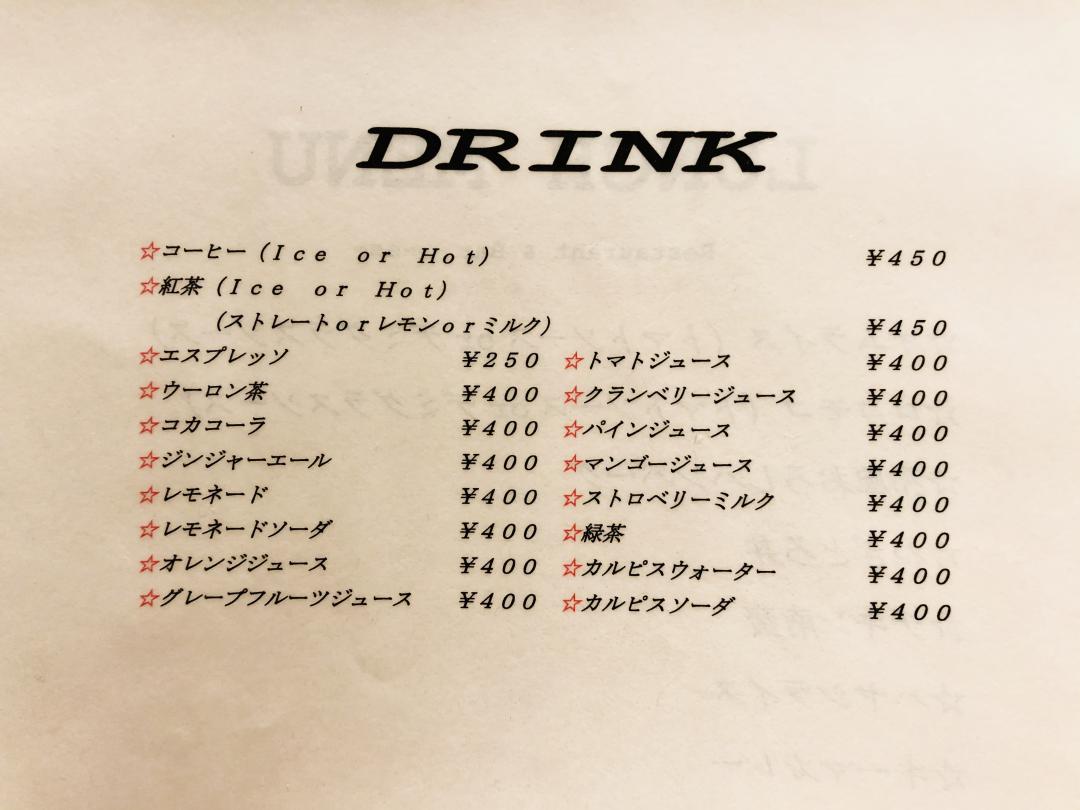 DRINK
☆コーヒー（Ｉｃｅ　ｏｒ　Ｈｏｔ） ￥４５０
☆紅茶（Ｉｃｅ　ｏｒ　Ｈｏｔ）
（ストレートｏｒレモンｏｒミルク） ￥４５０
☆エスプレッソ ￥２５０ ☆トマトジュース ￥４００
☆ウーロン茶 ￥４００ ☆クランベリージュース ￥４００
☆コカコーラ ￥４００ ☆パインジュース ￥４００
☆ジンジャーエール ￥４００ ☆マンゴージュース ￥４００
☆レモネード ￥４００ ☆ストロベリーミルク ￥４００
☆レモネードソーダ ￥４００ ☆緑茶 ￥４００
☆オレンジジュース ￥４００ ☆カルピスウォーター ￥４００
☆グレープフルーツジュース ￥４００ ☆カルピスソーダ ￥４００